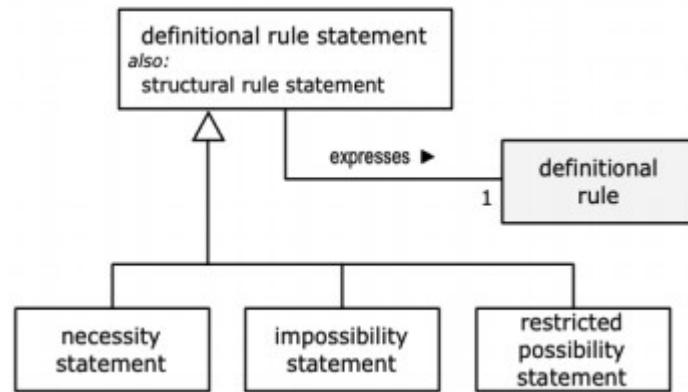 definitional rule statement
also:
structural rule statement
expresses ►
1
definitional
rule
necessity
statement
impossibility
statement
restricted
possibility
statement